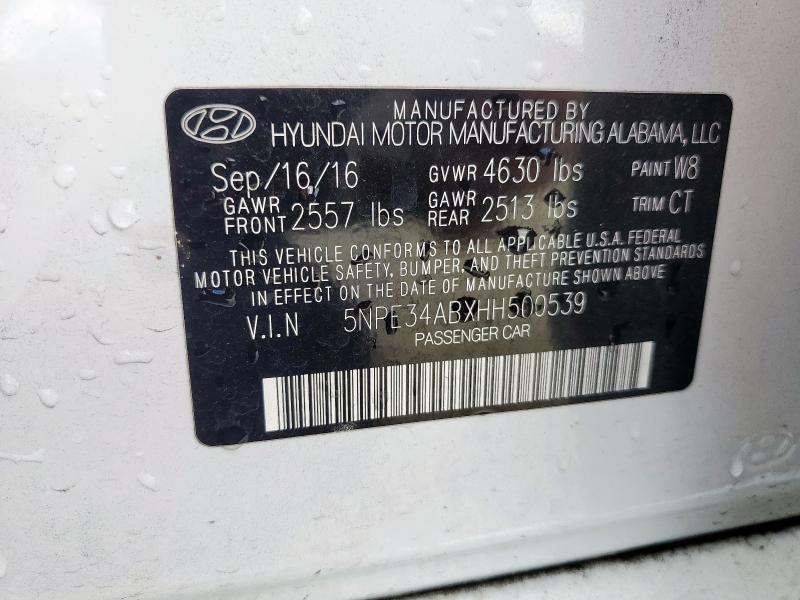 MANUFACTURED BY
HYUNDAI MOTOR MANUFACTURING ALABAMA, LLC
Sep/16/16 GVWR 4630 lbs PAINT W8
GAWR FRONT 2557 lbs GAWR REAR 2513 lbs TRIM CT
THIS VEHICLE CONFORMS TO ALL APPLICABLE U.S.A. FEDERAL
MOTOR VEHICLE SAFETY, BUMPER, AND THEFT PREVENTION STANDARDS
IN EFFECT ON THE DATE OF MANUFACTURE SHOWN ABOVE
V.I.N 5NPE34ABXHH500539
PASSENGER CAR